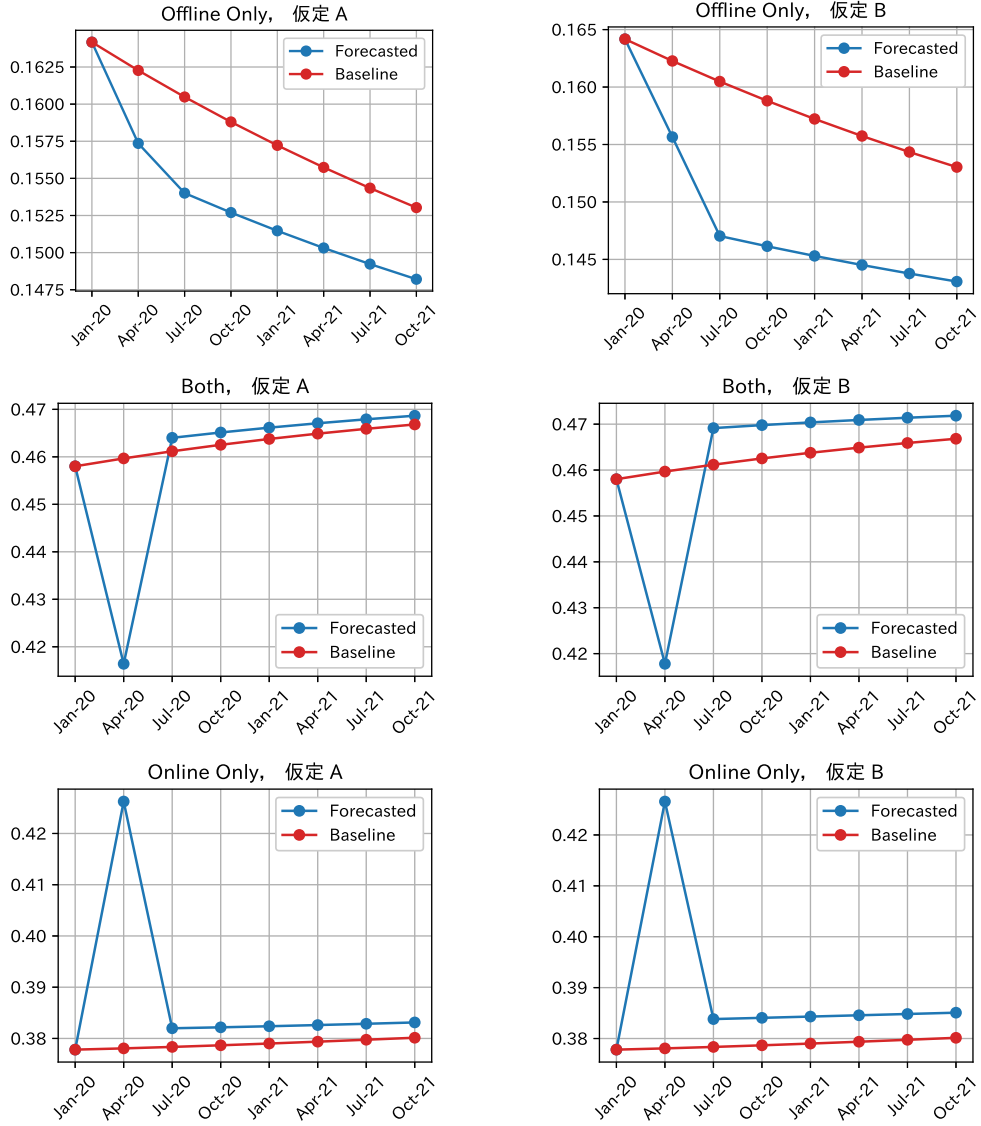 Offline Only， 仮定 A
0.1625
0.1600
0.1575
0.1550
0.1525
0.1500
0.1475
Jan-20
Apr-20
Jul-20
Oct-20
Jan-21
Apr-21
Jul-21
Oct-21
Forecasted
Baseline
Offline Only， 仮定 B
0.165
0.160
0.155
0.150
0.145
Jan-20
Apr-20
Jul-20
Oct-20
Jan-21
Apr-21
Jul-21
Oct-21
Forecasted
Baseline
Both， 仮定 A
0.47
0.46
0.45
0.44
0.43
0.42
Jan-20
Apr-20
Jul-20
Oct-20
Jan-21
Apr-21
Jul-21
Oct-21
Forecasted
Baseline
Both， 仮定 B
0.47
0.46
0.45
0.44
0.43
0.42
Jan-20
Apr-20
Jul-20
Oct-20
Jan-21
Apr-21
Jul-21
Oct-21
Forecasted
Baseline
Online Only， 仮定 A
0.42
0.41
0.40
0.39
0.38
Jan-20
Apr-20
Jul-20
Oct-20
Jan-21
Apr-21
Jul-21
Oct-21
Forecasted
Baseline
Online Only， 仮定 B
0.42
0.41
0.40
0.39
0.38
Jan-20
Apr-20
Jul-20
Oct-20
Jan-21
Apr-21
Jul-21
Oct-21
Forecasted
Baseline